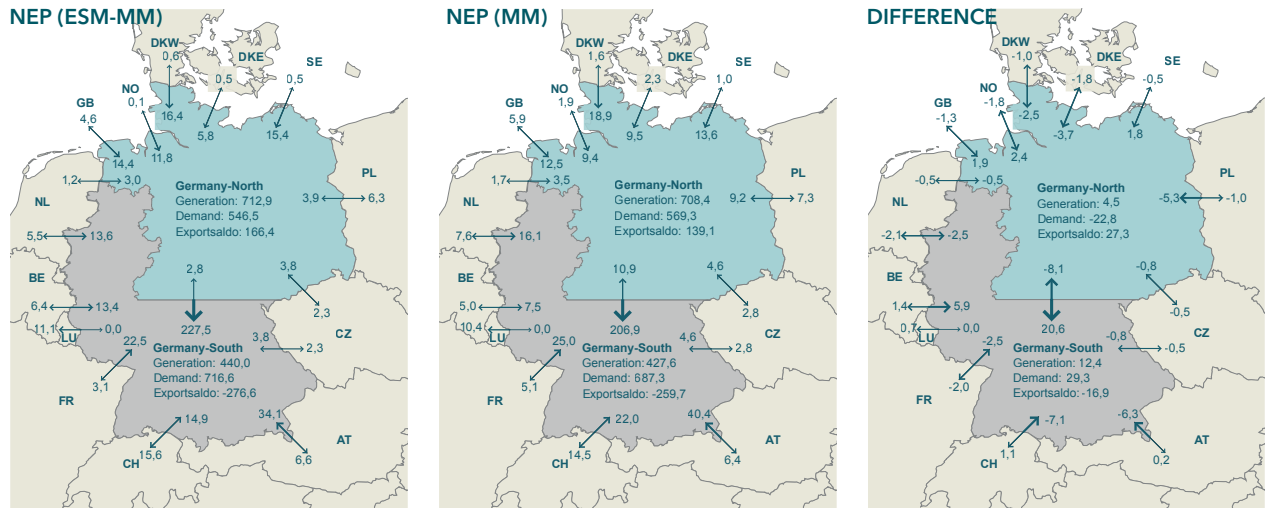 NEP (ESM-MM)
DKW
0,6
DKE
SE
0,5
0,5
NO
0,1
GB
4,6
16,4
5,8
15,4
11,8
14,4
1,2
3,0
PL
NL
Germany-North
Generation: 712,9
Demand: 546,5
Exportsaldo: 166,4
3,9
6,3
5,5
13,6
BE
2,8
3,8
6,4
13,4
2,3
11,1
0,0
LU
227,5
CZ
22,5
3,8
2,3
Germany-South
Generation: 440,0
Demand: 716,6
Exportsaldo: -276,6
3,1
FR
14,9
34,1
AT
CH
15,6
6,6
NEP (MM)
DKW
1,6
DKE
SE
2,3
1,0
NO
1,9
GB
5,9
18,9
9,5
13,6
9,4
12,5
1,7
3,5
PL
NL
Germany-North
Generation: 708,4
Demand: 569,3
Exportsaldo: 139,1
9,2
7,3
7,6
16,1
BE
10,9
4,6
5,0
7,5
2,8
10,4
0,0
LU
206,9
CZ
25,0
4,6
2,8
Germany-South
Generation: 427,6
Demand: 687,3
Exportsaldo: -259,7
5,1
FR
22,0
40,4
AT
CH
14,5
6,4
DIFFERENCE
DKW
-1,0
DKE
SE
-1,8
-0,5
NO
-1,8
GB
-1,3
-2,5
-3,7
1,8
2,4
1,9
-0,5
-0,5
PL
NL
Germany-North
Generation: 4,5
Demand: -22,8
Exportsaldo: 27,3
-5,3
-1,0
-2,1
-2,5
BE
-8,1
-0,8
1,4
5,9
-0,5
0,7
0,0
LU
20,6
CZ
-2,5
-0,8
-0,5
Germany-South
Generation: 12,4
Demand: 29,3
Exportsaldo: -16,9
-2,0
FR
-7,1
-6,3
AT
CH
1,1
0,2